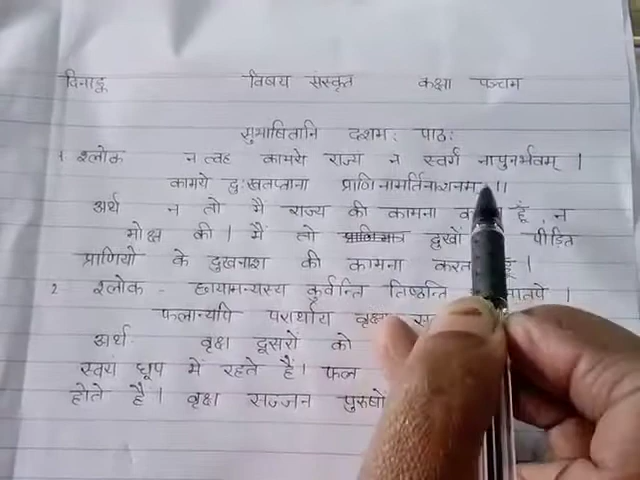 दिनाङ्क विषय संस्कृत कक्षा पञ्चम
सुभाषितानि दशमः पाठः
1 श्लोक न त्वह कामये राज्य न स्वर्ग नापुनर्भवम् ।
कामये दुःखतप्ताना प्राणिनामर्तिनाशनम् ।।
अर्थ न तो मैं राज्य की कामना हूँ , न
मोक्ष की । मैं तो दुखों पीड़ित
प्राणियो के दुखनाश की कामना करत हूँ ।
2 श्लोक - छायामन्यस्य कुर्वन्ति तिष्ठन्ति ातपे ।
फलान्यपि परार्थाय वृक्षा
अर्थ. वृक्ष दूसरों को
स्वयं धूप में रहते हैं । फल
होते है । वृक्ष सज्जन पुरुषों